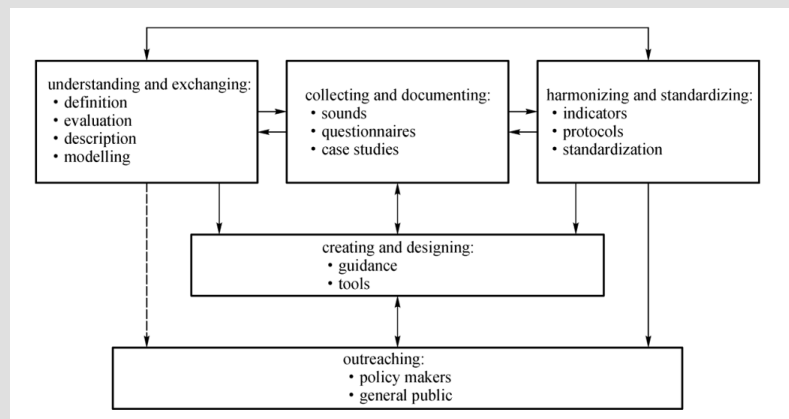 understanding and exchanging:
• definition
• evaluation
• description
• modelling
collecting and documenting:
• sounds
• questionnaires
• case studies
harmonizing and standardizing:
• indicators
• protocols
• standardization
creating and designing:
• guidance
• tools
outreaching:
• policy makers
• general public